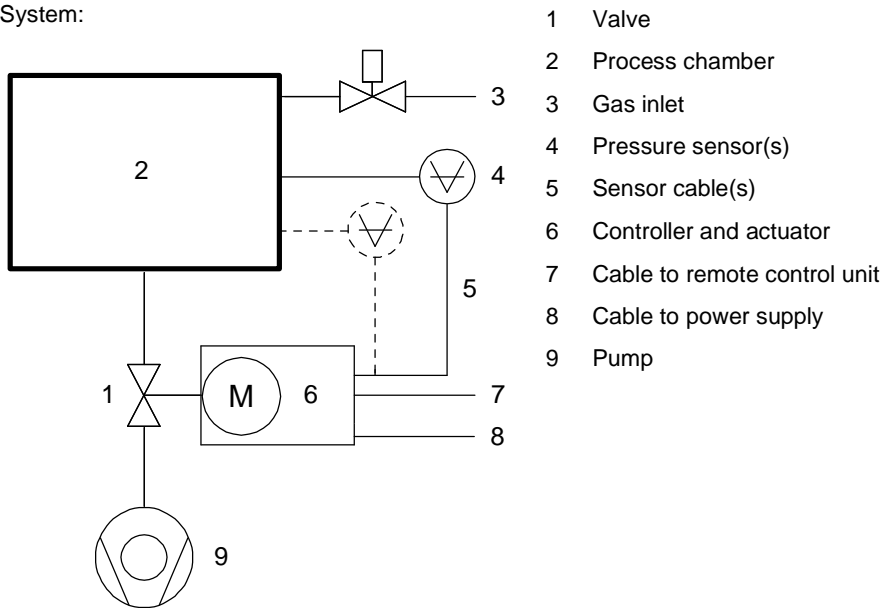 System:
2
3
4
5
1
M
6
7
8
9
1 Valve
2 Process chamber
3 Gas inlet
4 Pressure sensor(s)
5 Sensor cable(s)
6 Controller and actuator
7 Cable to remote control unit
8 Cable to power supply
9 Pump